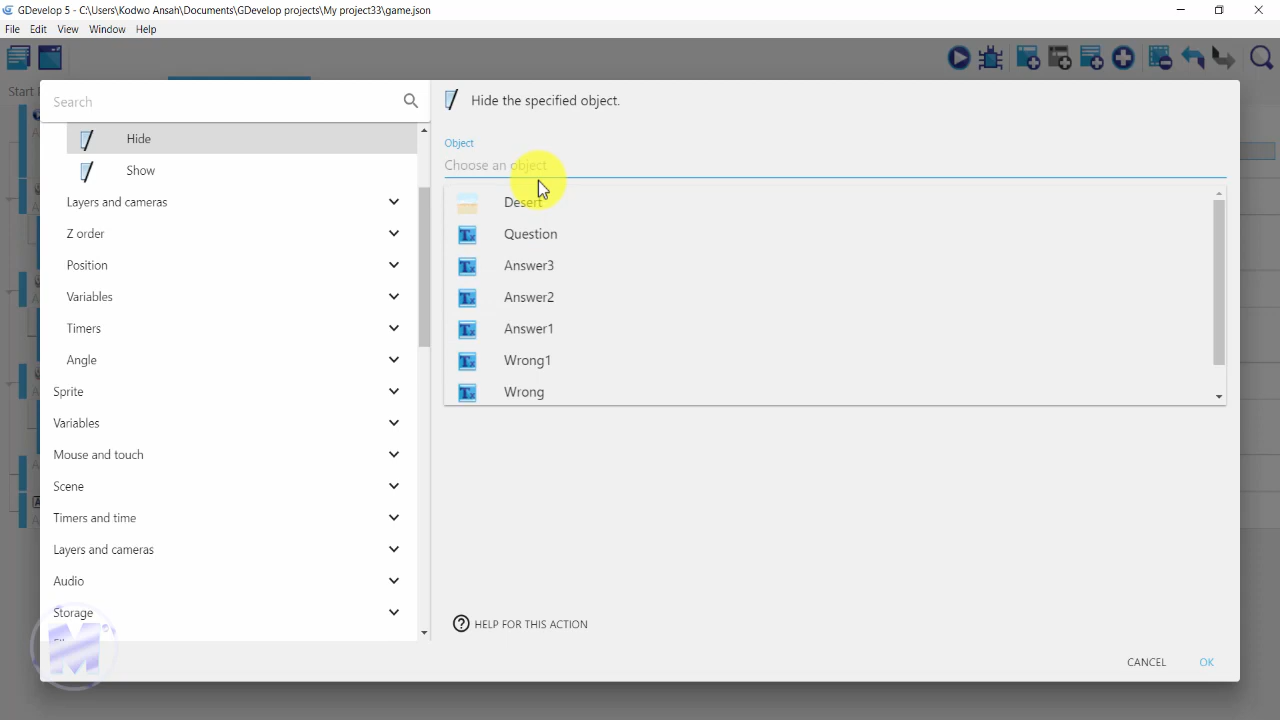 GDevelop 5 - C:\Users\Kodwo Ansah\Documents\GDevelop projects\My project33\game.json
File Edit View Window Help
Start
Search
Hide
Show
Layers and cameras
Z order
Position
Variables
Timers
Angle
Sprite
Variables
Mouse and touch
Scene
Timers and time
Layers and cameras
Audio
Storage
Hide the specified object.
Object
Choose an object
Desert
Question
Answer3
Answer2
Answer1
Wrong1
Wrong
HELP FOR THIS ACTION
CANCEL OK